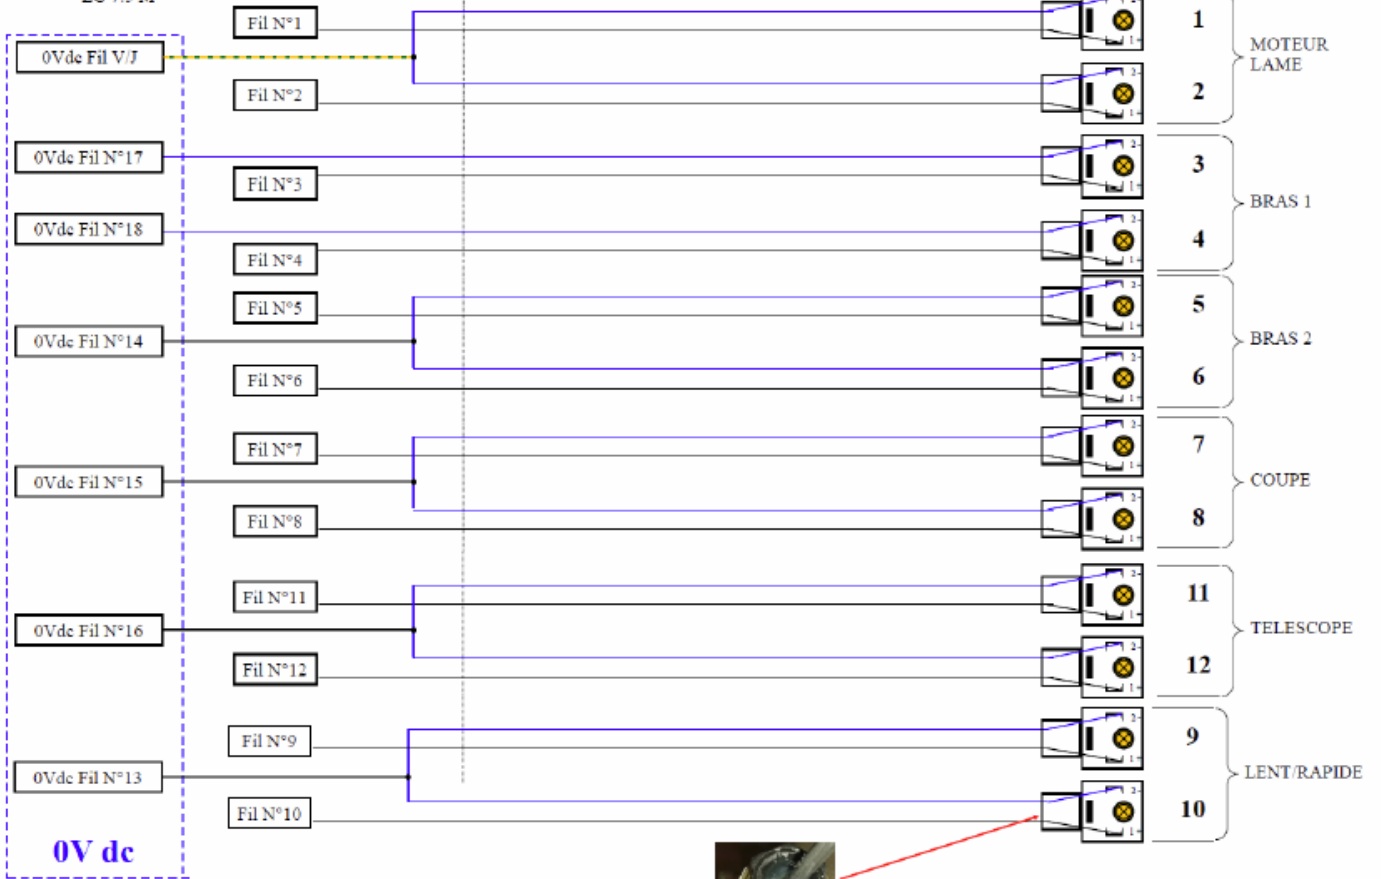 Fil N°1
1
0Vdc Fil V/J
MOTEUR
LAME
Fil N°2
2
0Vdc Fil N°17
Fil N°3
3
BRAS 1
0Vdc Fil N°18
Fil N°4
4
Fil N°5
5
0Vdc Fil N°14
BRAS 2
Fil N°6
6
Fil N°7
7
0Vdc Fil N°15
COUPE
Fil N°8
8
Fil N°11
11
0Vdc Fil N°16
TELESCOPE
Fil N°12
12
Fil N°9
9
0Vdc Fil N°13
LENT/RAPIDE
Fil N°10
10
0V dc